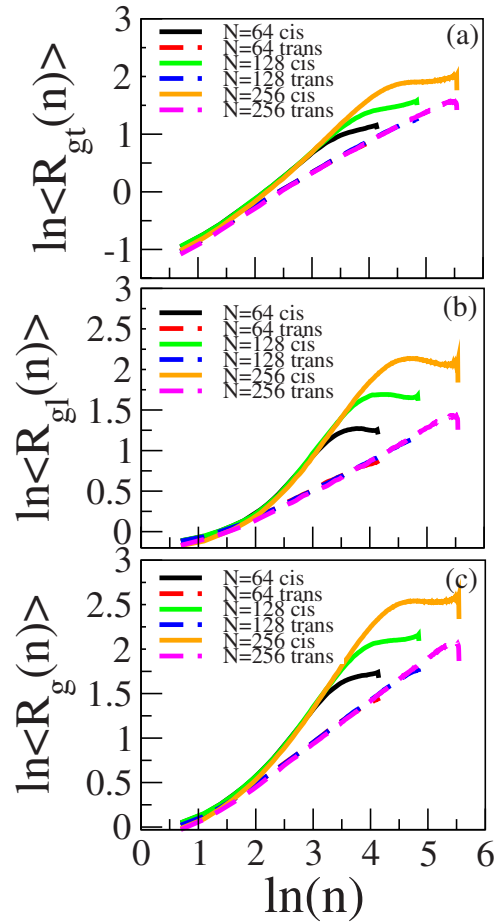 (a)
N=64 cis
N=64 trans
N=128 cis
N=128 trans
N=256 cis
N=256 trans
ln<R_gt(n)>
3
2
1
0
-1
(b)
N=64 cis
N=64 trans
N=128 cis
N=128 trans
N=256 cis
N=256 trans
ln<R_gl(n)>
3
2.5
2
1.5
1
0.5
0
(c)
N=64 cis
N=64 trans
N=128 cis
N=128 trans
N=256 cis
N=256 trans
ln<R_g(n)>
3
2.5
2
1.5
1
0.5
0
0 1 2 3 4 5 6
ln(n)